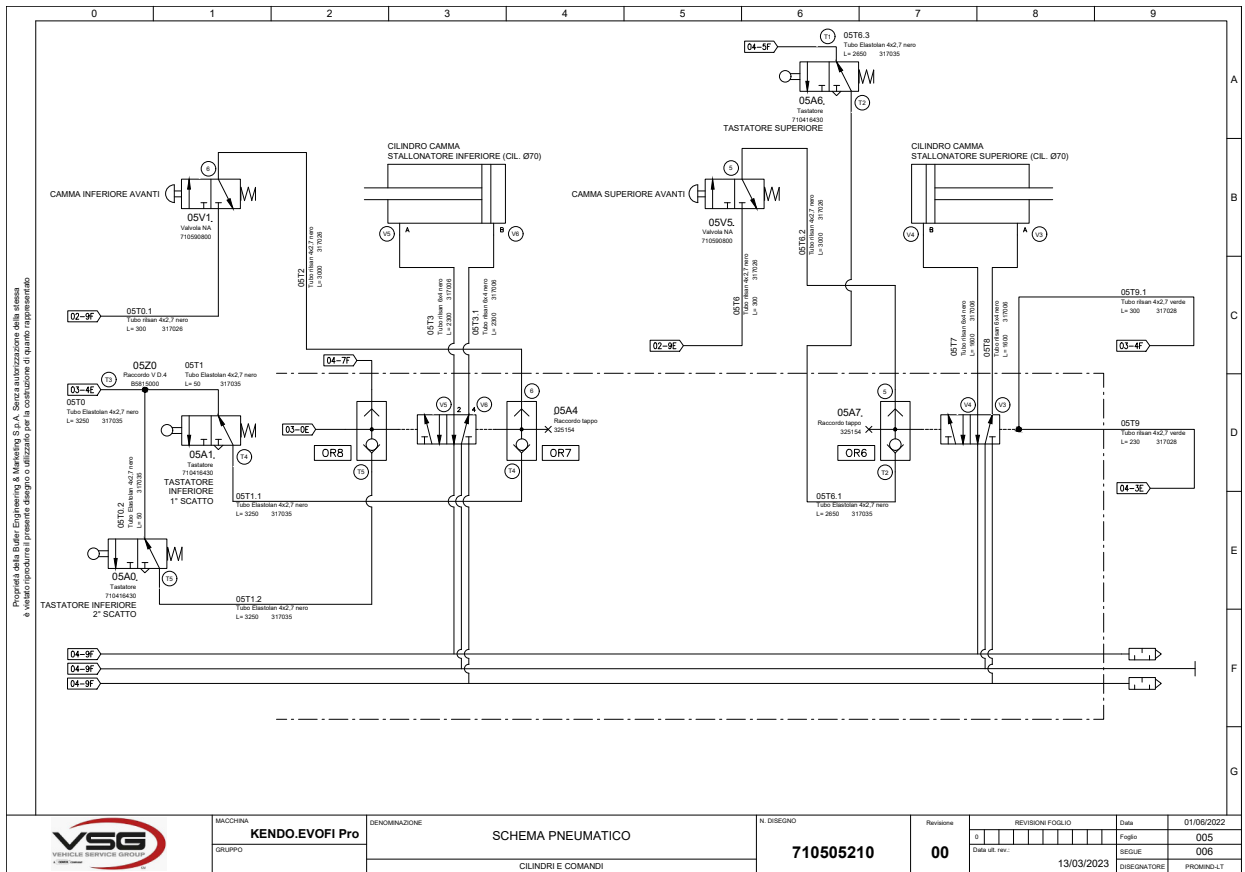 0 1 2 3 4 5 6 7 8 9
A
B
C
D
E
F
G
04-5F
T1
05T6.3
Tubo Elastolan 4x2,7 nero
L= 2650 317035
T2
05A6.
Tastatore
710416430
TASTATORE SUPERIORE
CAMMA INFERIORE AVANTI
6
05V1.
Valvola NA
710590800
CILINDRO CAMMA
STALLONATORE INFERIORE (CIL. Ø70)
V5
A
B
V6
CAMMA SUPERIORE AVANTI
5
05V5.
Valvola NA
710590800
CILINDRO CAMMA
STALLONATORE SUPERIORE (CIL. Ø70)
V4
B
A
V3
05T2
Tubo rilsan 4x2,7 nero
L= 3000 317026
05T3
Tubo rilsan 6x4 nero
L= 2300 317006
05T3.1
Tubo rilsan 6x4 nero
L= 2300 317006
05T6
Tubo rilsan 4x2,7 nero
L= 300 317026
05T6.2
Tubo rilsan 4x2,7 nero
L= 3000 317026
05T7
Tubo rilsan 6x4 nero
L= 1600 317006
05T8
Tubo rilsan 6x4 nero
L= 1600 317006
02-9F
05T0.1
Tubo rilsan 4x2,7 nero
L= 300 317026
02-9E
05T9.1
Tubo rilsan 4x2,7 verde
L= 300 317028
03-4F
04-7F
05Z0
Raccordo V D.4
B5815000
T3
03-4E
05T0
Tubo Elastolan 4x2,7 nero
L= 3250 317035
05T1
Tubo Elastolan 4x2,7 nero
L= 50 317035
T4
05A1.
Tastatore
710416430
TASTATORE
INFERIORE
1° SCATTO
03-0E
OR8
T5
V5
2 4
V6
6
T4
05A4
Raccordo tappo
325154
OR7
05A7.
Raccordo tappo
325154
OR6
5
T2
V4
V3
05T9
Tubo rilsan 4x2,7 verde
L= 230 317028
04-3E
05T0.2
Tubo Elastolan 4x2,7 nero
L= 50 317035
05T1.1
Tubo Elastolan 4x2,7 nero
L= 3250 317035
05T6.1
Tubo Elastolan 4x2,7 nero
L= 2650 317035
05A0.
Tastatore
710416430
TASTATORE INFERIORE
2° SCATTO
T5
05T1.2
Tubo Elastolan 4x2,7 nero
L= 3250 317035
04-9F
04-9F
04-9F
Proprietà della Butler Engineering & Marketing S.p.A. Senza autorizzazione della stessa
è vietato riprodurre il presente disegno o utilizzarlo per la costruzione di quanto rappresentato
VSG
VEHICLE SERVICE GROUP
MACCHINA
KENDO.EVOFI Pro
GRUPPO
DENOMINAZIONE
SCHEMA PNEUMATICO
CILINDRI E COMANDI
N. DISEGNO
710505210
Revisione
00
REVISIONI FOGLIO
0
Data ult. rev.:
13/03/2023
Data 01/06/2022
Foglio 005
SEGUE 006
DISEGNATORE PROMIND-LT